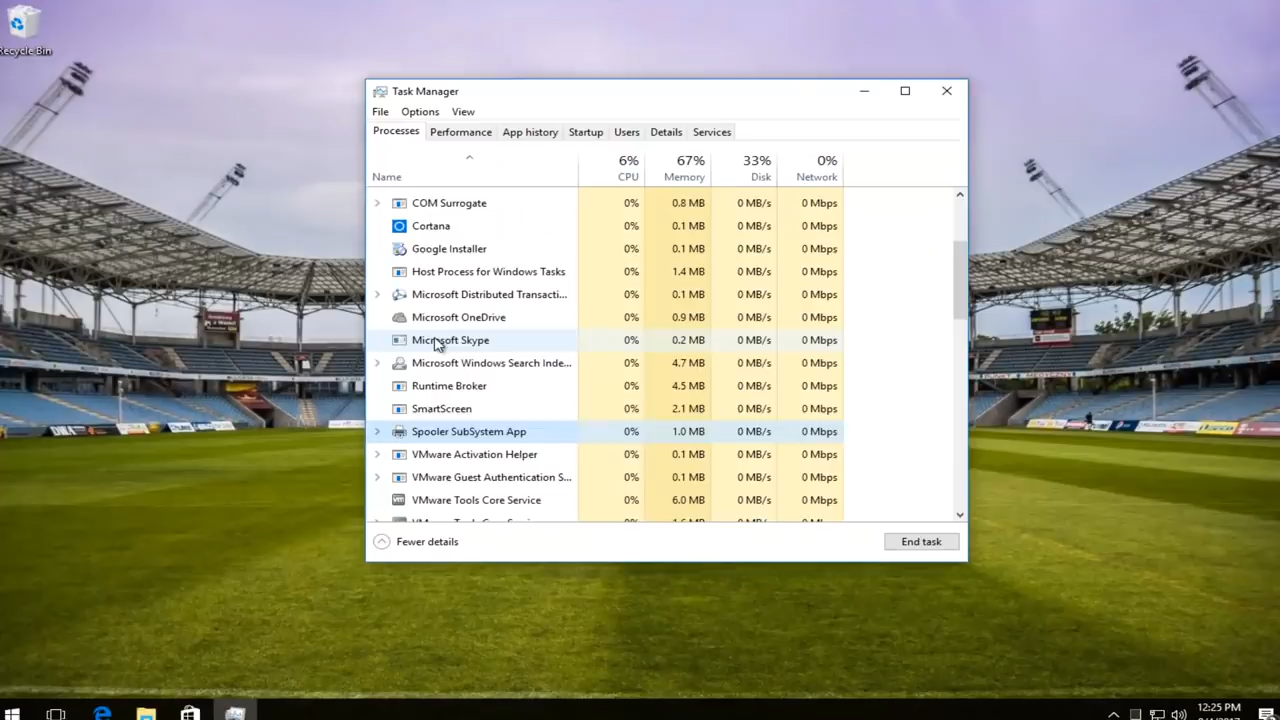 Recycle Bin
Task Manager
File Options View
Processes Performance App history Startup Users Details Services
6% 67% 33% 0%
Name CPU Memory Disk Network
COM Surrogate 0% 0.8 MB 0 MB/s 0 Mbps
Cortana 0% 0.1 MB 0 MB/s 0 Mbps
Google Installer 0% 0.1 MB 0 MB/s 0 Mbps
Host Process for Windows Tasks 0% 1.4 MB 0 MB/s 0 Mbps
Microsoft Distributed Transacti... 0% 0.1 MB 0 MB/s 0 Mbps
Microsoft OneDrive 0% 0.9 MB 0 MB/s 0 Mbps
Microsoft Skype 0% 0.2 MB 0 MB/s 0 Mbps
Microsoft Windows Search Inde... 0% 4.7 MB 0 MB/s 0 Mbps
Runtime Broker 0% 4.5 MB 0 MB/s 0 Mbps
SmartScreen 0% 2.1 MB 0 MB/s 0 Mbps
Spooler SubSystem App 0% 1.0 MB 0 MB/s 0 Mbps
VMware Activation Helper 0% 0.1 MB 0 MB/s 0 Mbps
VMware Guest Authentication S... 0% 0.1 MB 0 MB/s 0 Mbps
VMware Tools Core Service 0% 6.0 MB 0 MB/s 0 Mbps
Fewer details End task
12:25 PM